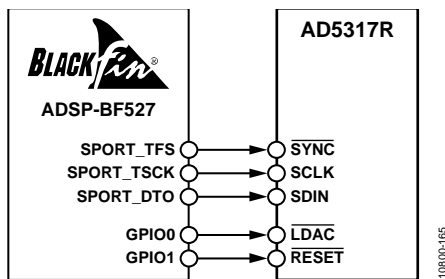 AD5317R
BLACKfin®
ADSP-BF527
SPORT_TFS SYNC
SPORT_TSCK SCLK
SPORT_DTO SDIN
GPIO0 LDAC
GPIO1 RESET
10800-165